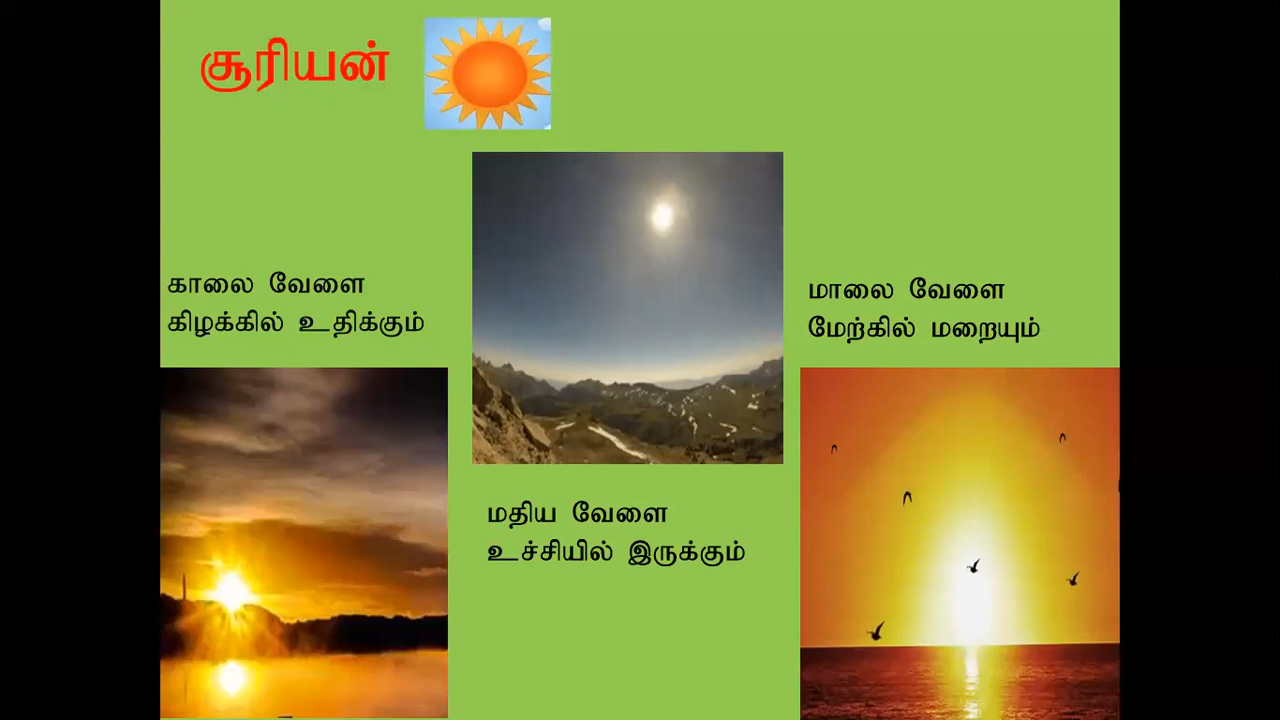 சூரியன்
காலை வேளை
கிழக்கில் உதிக்கும்
மதிய வேளை
உச்சியில் இருக்கும்
மாலை வேளை
மேற்கில் மறையும்